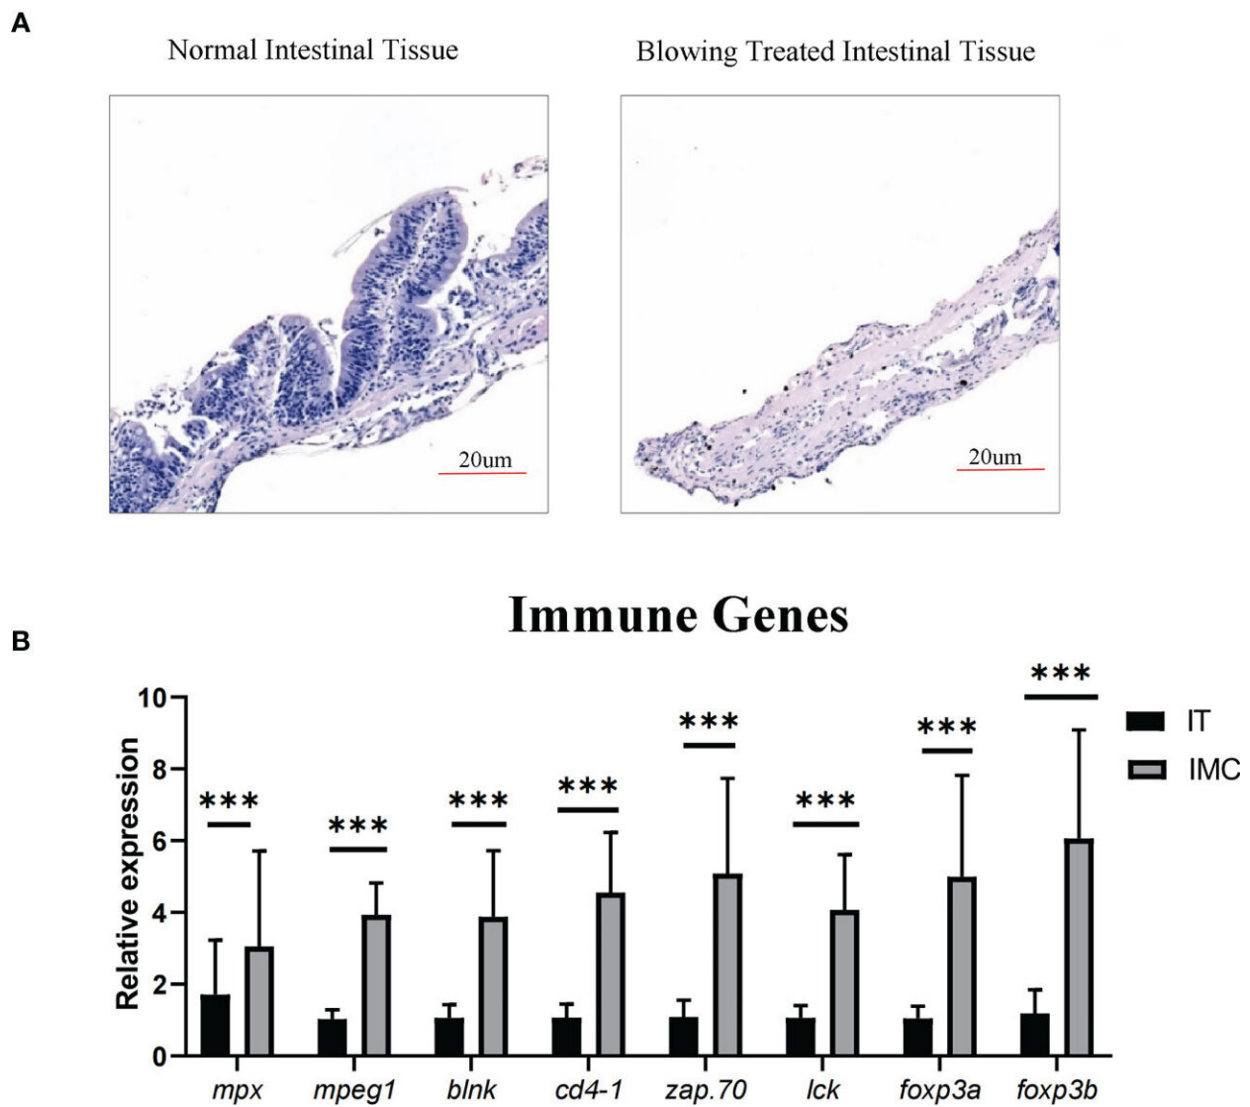 A
Normal Intestinal Tissue
Blowing Treated Intestinal Tissue
20um
20um
Immune Genes
B
10
8
6
4
2
0
Relative expression
***
***
***
***
***
***
***
***
IT
IMC
mpx
mpeg1
blnk
cd4-1
zap.70
lck
foxp3a
foxp3b